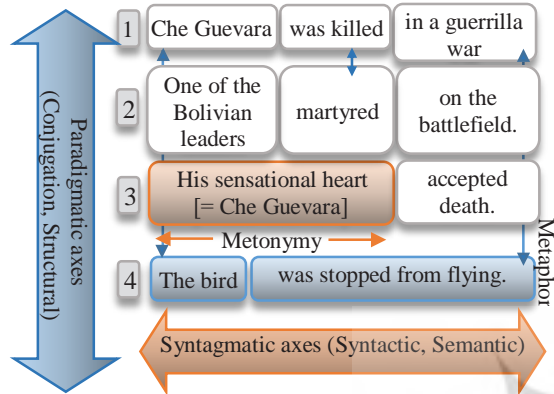 Paradigmatic axes
(Conjugation, Structural)
1
Che Guevara
was killed
in a guerrilla
war
2
One of the
Bolivian
leaders
martyred
on the
battlefield.
3
His sensational heart
[= Che Guevara]
accepted
death.
Metonymy
Metaphor
4
The bird
was stopped from flying.
Syntagmatic axes (Syntactic, Semantic)